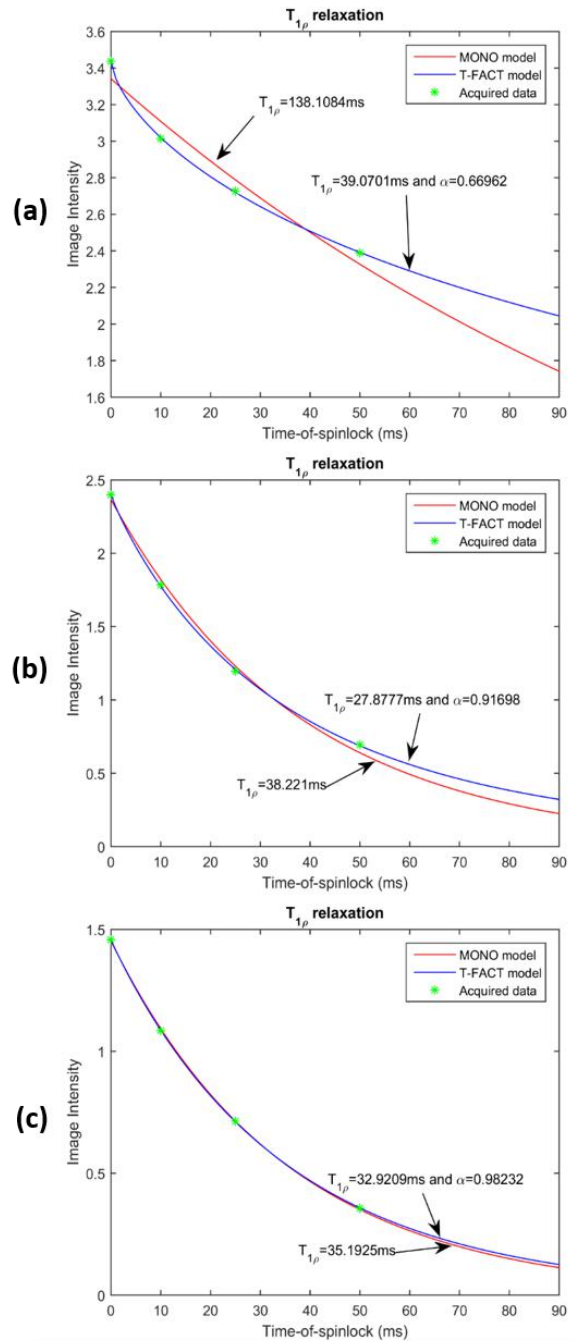 (a)
T1ρ relaxation
Image Intensity
3.6
3.4
3.2
3
2.8
2.6
2.4
2.2
2
1.8
1.6
MONO model
T-FACT model
Acquired data
T1ρ=138.1084ms
T1ρ=39.0701ms and α=0.66962
0 10 20 30 40 50 60 70 80 90
Time-of-spinlock (ms)
(b)
T1ρ relaxation
Image Intensity
2.5
2
1.5
1
0.5
0
MONO model
T-FACT model
Acquired data
T1ρ=27.8777ms and α=0.91698
T1ρ=38.221ms
0 10 20 30 40 50 60 70 80 90
Time-of-spinlock (ms)
(c)
T1ρ relaxation
Image Intensity
1.5
1
0.5
0
MONO model
T-FACT model
Acquired data
T1ρ=32.9209ms and α=0.98232
T1ρ=35.1925ms
0 10 20 30 40 50 60 70 80 90
Time-of-spinlock (ms)